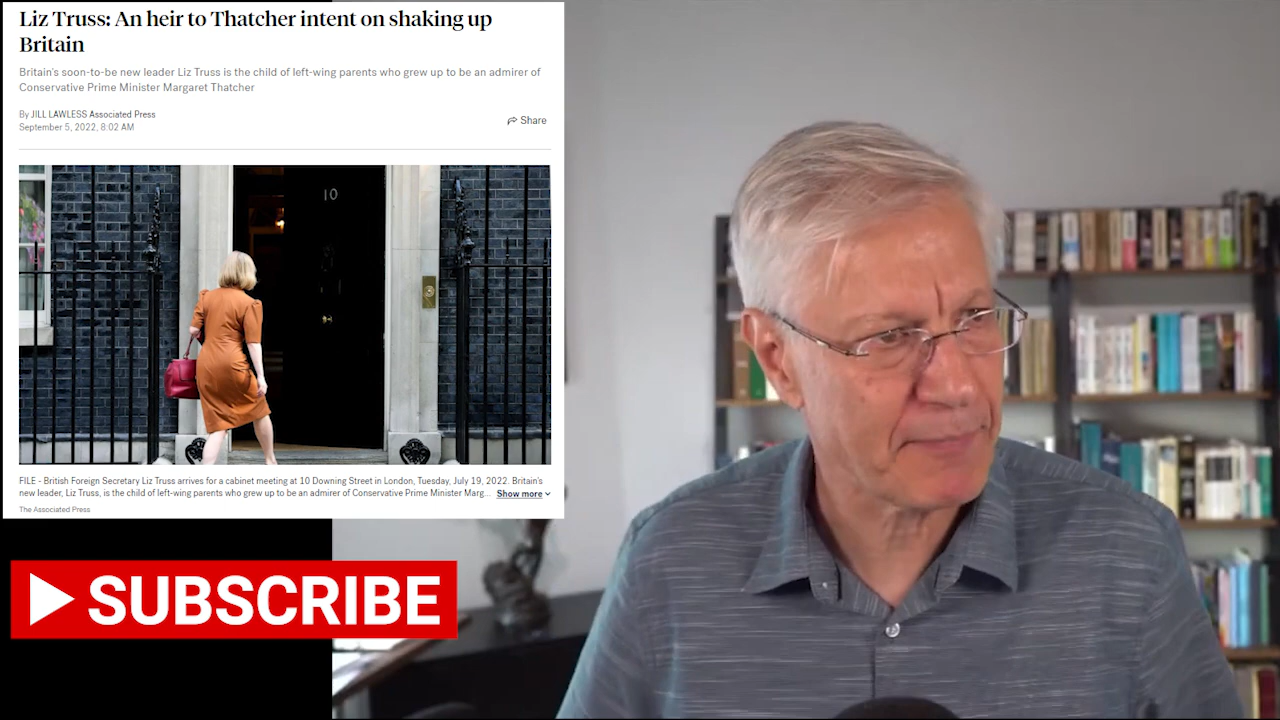 Liz Truss: An heir to Thatcher intent on shaking up
Britain
Britain's soon-to-be new leader Liz Truss is the child of left-wing parents who grew up to be an admirer of
Conservative Prime Minister Margaret Thatcher
By JILL LAWLESS Associated Press
September 5, 2022, 8:02 AM
Share
10
FILE - British Foreign Secretary Liz Truss arrives for a cabinet meeting at 10 Downing Street in London, Tuesday, July 19, 2022. Britain's
new leader, Liz Truss, is the child of left-wing parents who grew up to be an admirer of Conservative Prime Minister Marg... Show more
The Associated Press
SUBSCRIBE